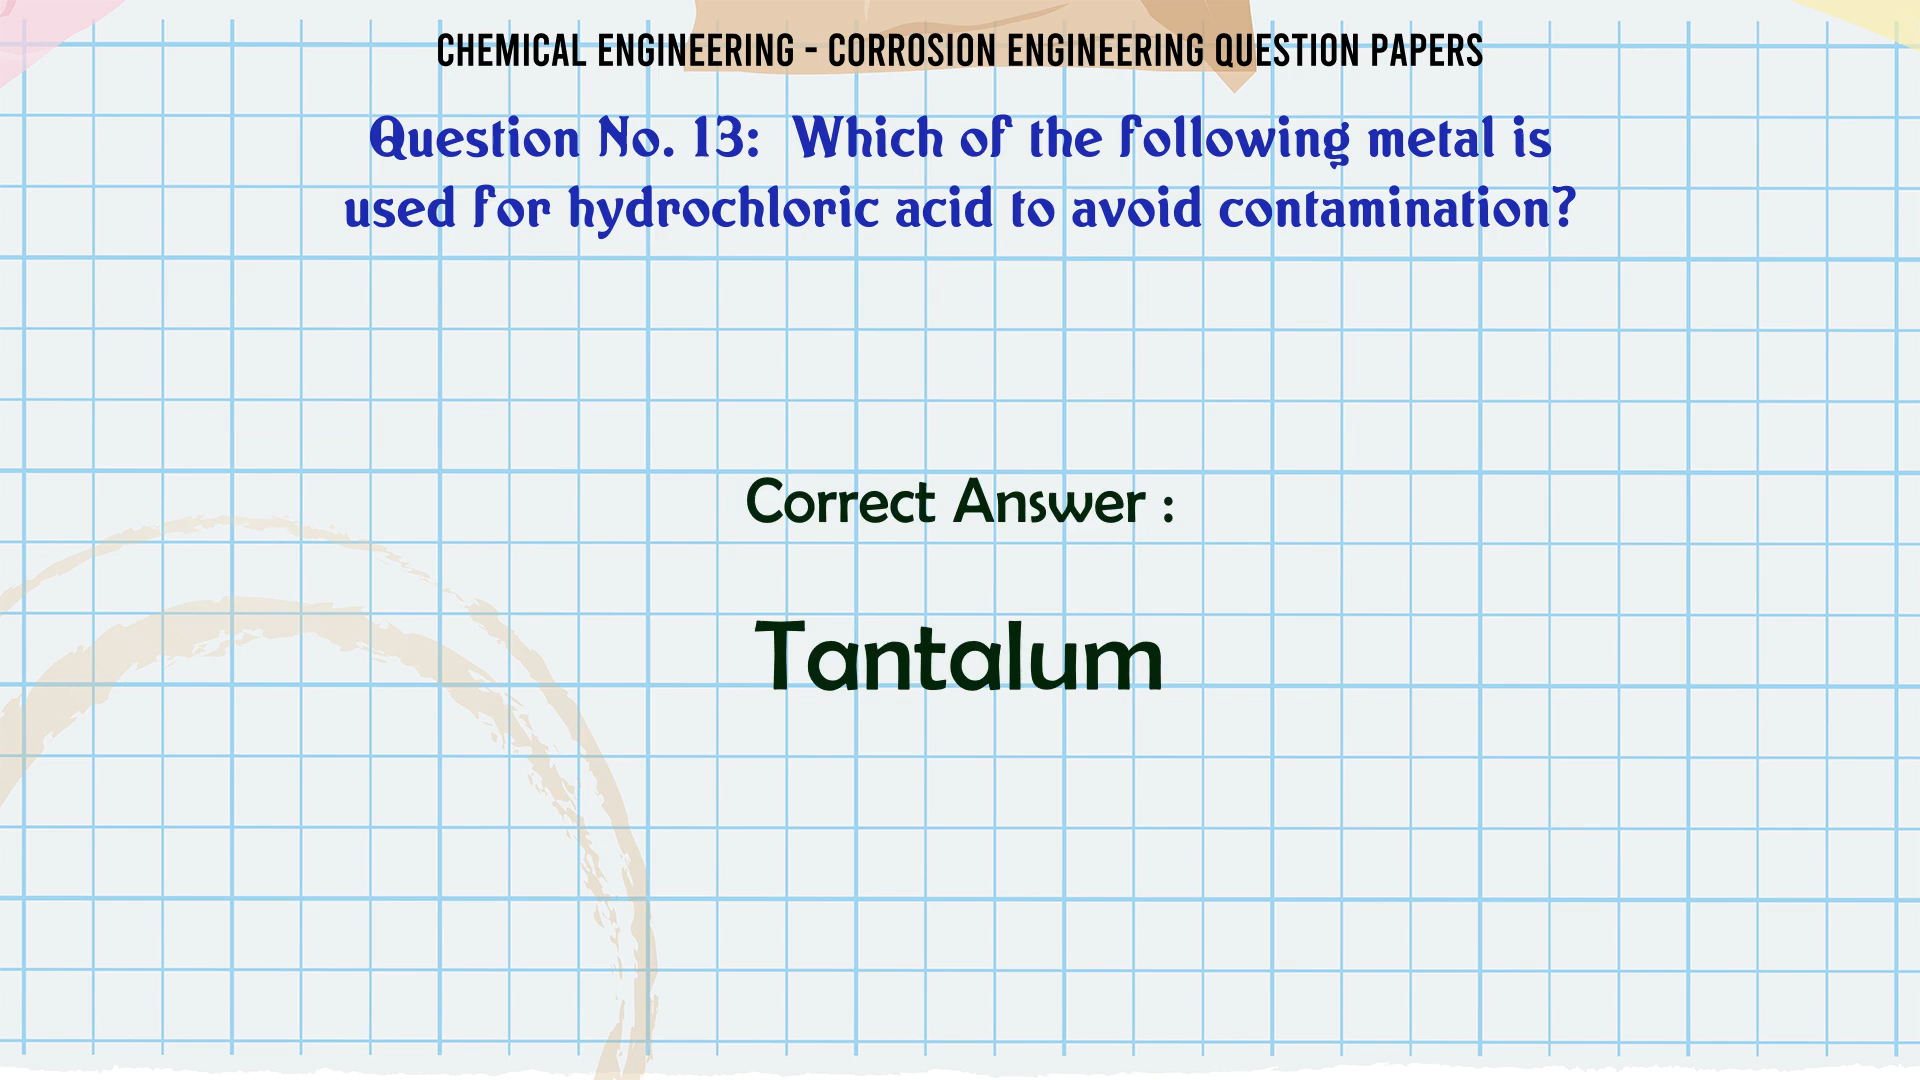 CHEMICAL ENGINEERING - CORROSION ENGINEERING QUESTION PAPERS
Question No. 13: Which of the following metal is
used for hydrochloric acid to avoid contamination?
Correct Answer :
Tantalum